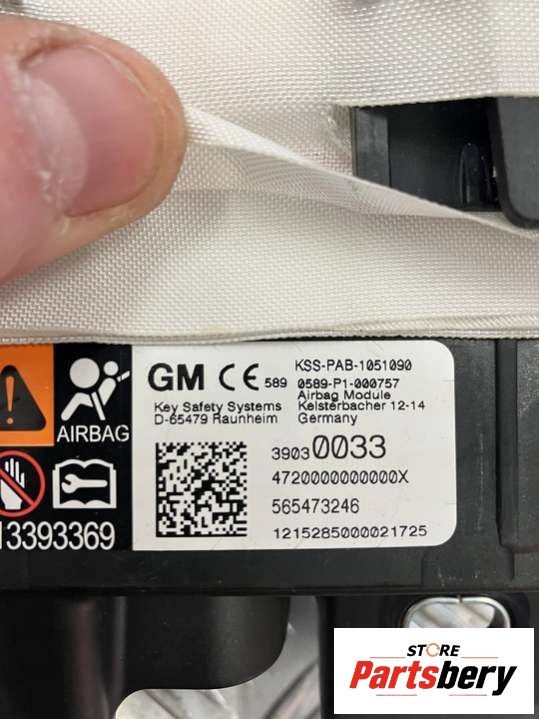 GM CE 589 KSS-PAB-1051090
0589-P1-000757
Key Safety Systems Airbag Module
D-65479 Raunheim Kelsterbacher 12-14
Germany
AIRBAG
39030033
4720000000000X
565473246
13393369
1215285000021725
STORE
Partsbery